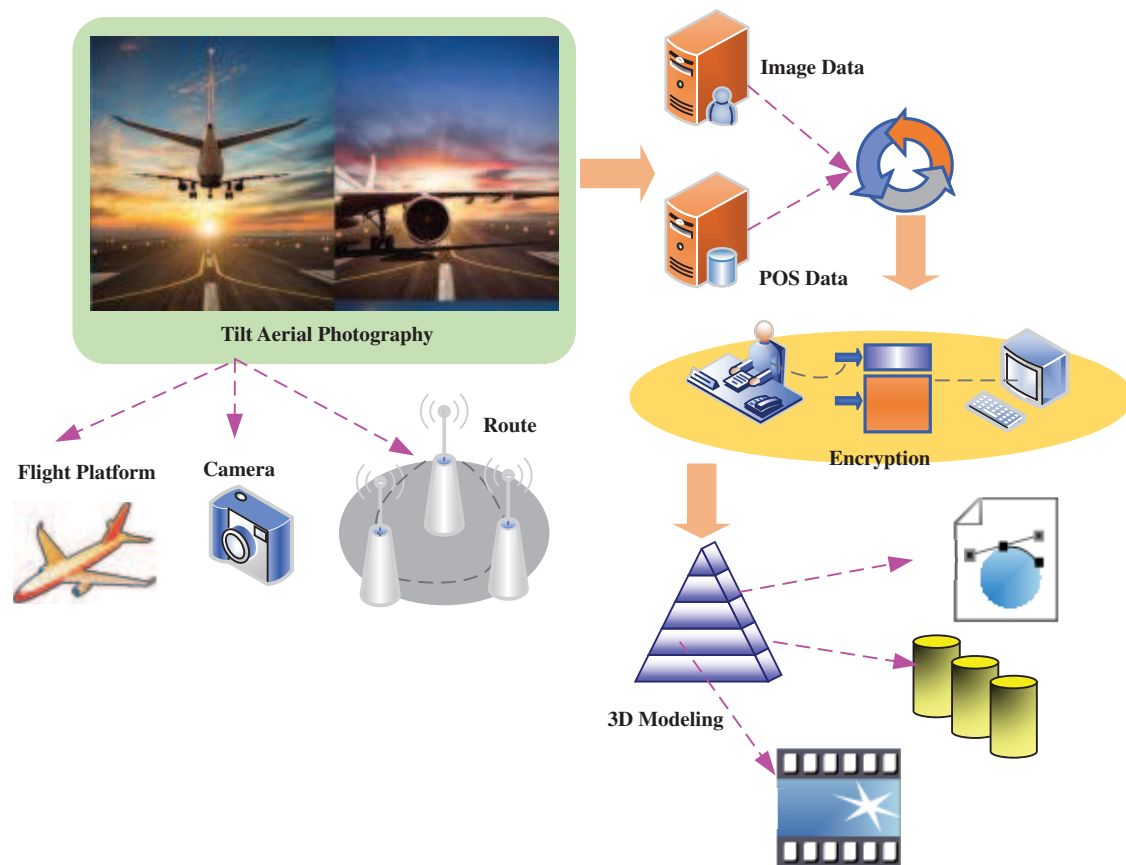 Image Data
POS Data
Tilt Aerial Photography
Flight Platform
Camera
Route
Encryption
3D Modeling